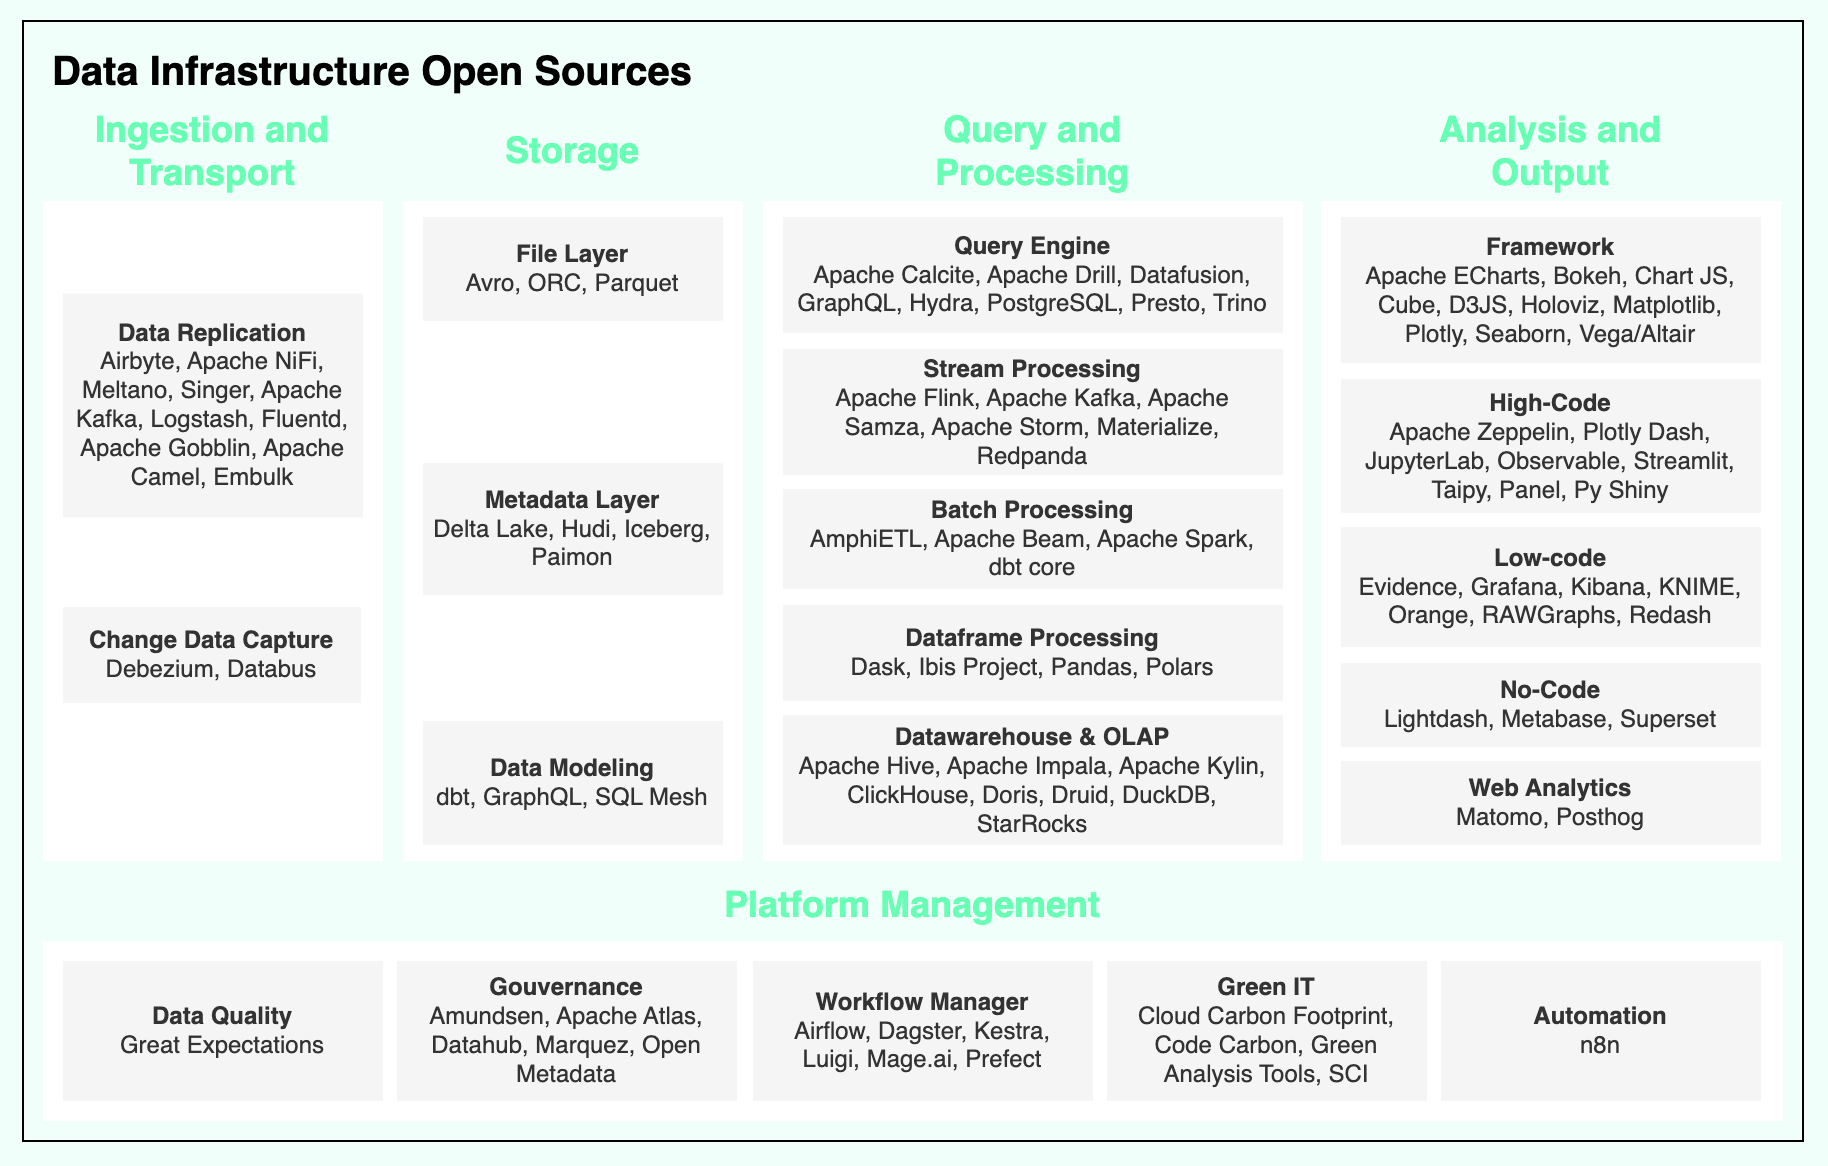 Data Infrastructure Open Sources
Ingestion and
Transport
Data Replication
Airbyte, Apache NiFi,
Meltano, Singer, Apache
Kafka, Logstash, Fluentd,
Apache Gobblin, Apache
Camel, Embulk
Change Data Capture
Debezium, Databus
Storage
File Layer
Avro, ORC, Parquet
Metadata Layer
Delta Lake, Hudi, Iceberg,
Paimon
Data Modeling
dbt, GraphQL, SQL Mesh
Query and
Processing
Query Engine
Apache Calcite, Apache Drill, Datafusion,
GraphQL, Hydra, PostgreSQL, Presto, Trino
Stream Processing
Apache Flink, Apache Kafka, Apache
Samza, Apache Storm, Materialize,
Redpanda
Batch Processing
AmphiETL, Apache Beam, Apache Spark,
dbt core
Dataframe Processing
Dask, Ibis Project, Pandas, Polars
Datawarehouse & OLAP
Apache Hive, Apache Impala, Apache Kylin,
ClickHouse, Doris, Druid, DuckDB,
StarRocks
Analysis and
Output
Framework
Apache ECharts, Bokeh, Chart JS,
Cube, D3JS, Holoviz, Matplotlib,
Plotly, Seaborn, Vega/Altair
High-Code
Apache Zeppelin, Plotly Dash,
JupyterLab, Observable, Streamlit,
Taipy, Panel, Py Shiny
Low-code
Evidence, Grafana, Kibana, KNIME,
Orange, RAWGraphs, Redash
No-Code
Lightdash, Metabase, Superset
Web Analytics
Matomo, Posthog
Platform Management
Data Quality
Great Expectations
Gouvernance
Amundsen, Apache Atlas,
Datahub, Marquez, Open
Metadata
Workflow Manager
Airflow, Dagster, Kestra,
Luigi, Mage.ai, Prefect
Green IT
Cloud Carbon Footprint,
Code Carbon, Green
Analysis Tools, SCI
Automation
n8n